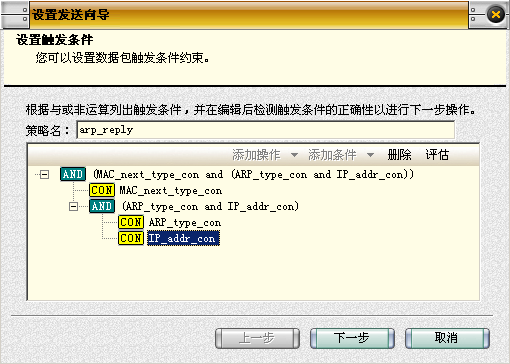 设置发送向导
设置触发条件
您可以设置数据包触发条件约束。
根据与或非运算列出触发条件，并在编辑后检测触发条件的正确性以进行下一步操作。
策略名： arp_reply
添加操作 添加条件 删除 评估
AND (MAC_next_type_con and (ARP_type_con and IP_addr_con))
CON MAC_next_type_con
AND (ARP_type_con and IP_addr_con)
CON ARP_type_con
CON IP_addr_con
上一步 下一步 取消